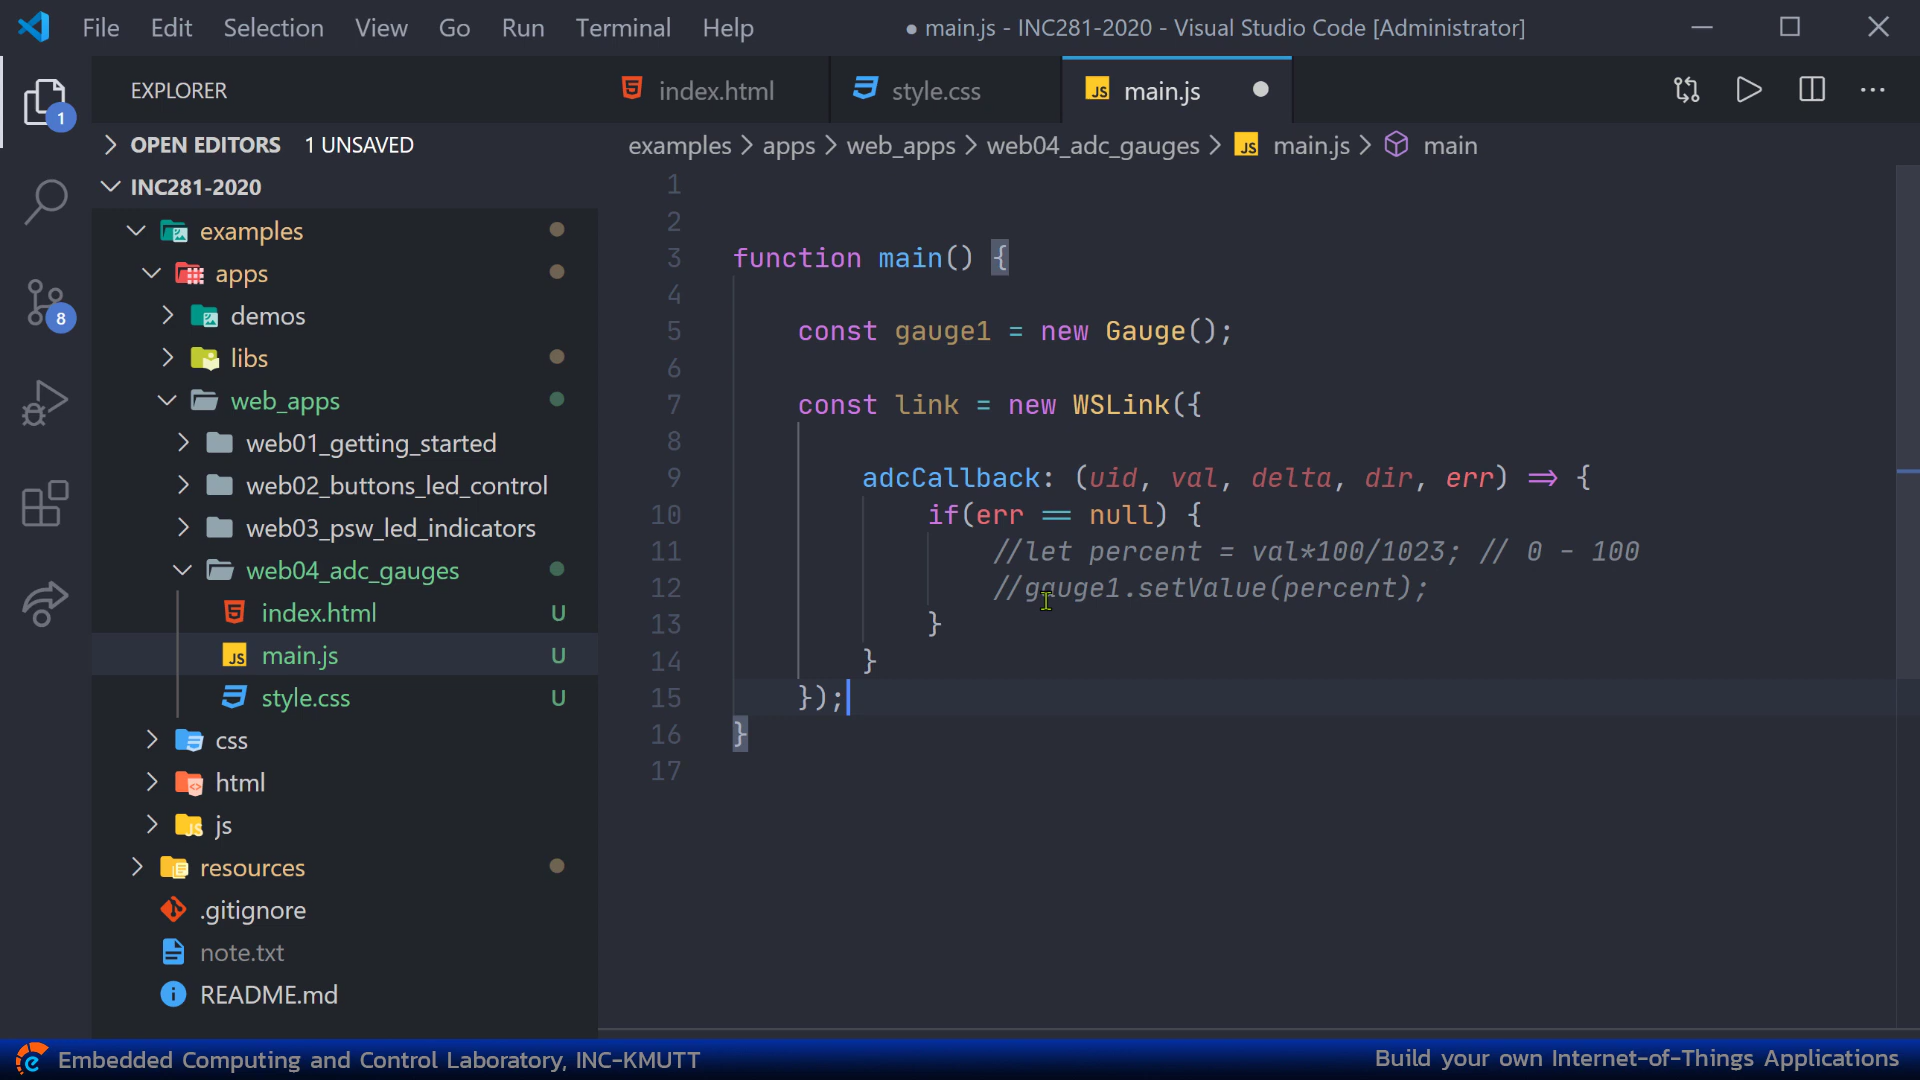 File Edit Selection View Go Run Terminal Help ● main.js - INC281-2020 - Visual Studio Code [Administrator]
EXPLORER
index.html
style.css
JS main.js
1
OPEN EDITORS 1 UNSAVED
examples > apps > web_apps > web04_adc_gauges > JS main.js > main
INC281-2020
examples
apps
demos
libs
web_apps
web01_getting_started
web02_buttons_led_control
web03_psw_led_indicators
web04_adc_gauges
index.html U
JS main.js U
style.css U
css
html
JS js
resources
.gitignore
note.txt
README.md
8
1
2
3 function main() {
4
5 const gauge1 = new Gauge();
6
7 const link = new WSLink({
8
9 adcCallback: (uid, val, delta, dir, err) => {
10 if(err == null) {
11 //let percent = val*100/1023; // 0 - 100
12 //gauge1.setValue(percent);
13 }
14 }
15 });
16 }
17
Embedded Computing and Control Laboratory, INC-KMUTT
Build your own Internet-of-Things Applications